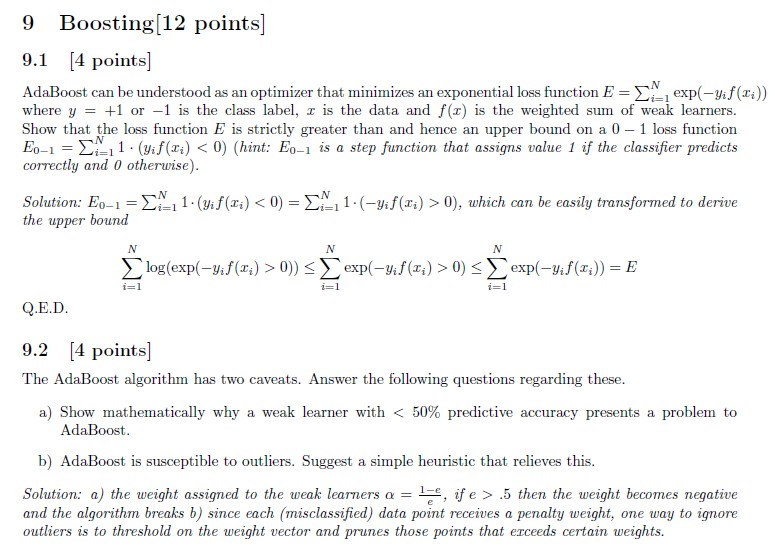 9 Boosting[12 points]
9.1 [4 points]
AdaBoost can be understood as an optimizer that minimizes an exponential loss function E = ∑_{i=1}^{N} exp(−y_i f(x_i))
where y = +1 or −1 is the class label, x is the data and f(x) is the weighted sum of weak learners.
Show that the loss function E is strictly greater than and hence an upper bound on a 0 − 1 loss function
E_{0−1} = ∑_{i=1}^{N} 1 · (y_i f(x_i) < 0) (hint: E_{0−1} is a step function that assigns value 1 if the classifier predicts
correctly and 0 otherwise).
Solution: E_{0−1} = ∑_{i=1}^{N} 1·(y_i f(x_i) < 0) = ∑_{i=1}^{N} 1·(−y_i f(x_i) > 0), which can be easily transformed to derive
the upper bound
∑_{i=1}^{N} log(exp(−y_i f(x_i) > 0)) ≤ ∑_{i=1}^{N} exp(−y_i f(x_i) > 0) ≤ ∑_{i=1}^{N} exp(−y_i f(x_i)) = E
Q.E.D.
9.2 [4 points]
The AdaBoost algorithm has two caveats. Answer the following questions regarding these.
a) Show mathematically why a weak learner with < 50% predictive accuracy presents a problem to
AdaBoost.
b) AdaBoost is susceptible to outliers. Suggest a simple heuristic that relieves this.
Solution: a) the weight assigned to the weak learners α = \frac{1−e}{e}, if e > .5 then the weight becomes negative
and the algorithm breaks b) since each (misclassified) data point receives a penalty weight, one way to ignore
outliers is to threshold on the weight vector and prunes those points that exceeds certain weights.